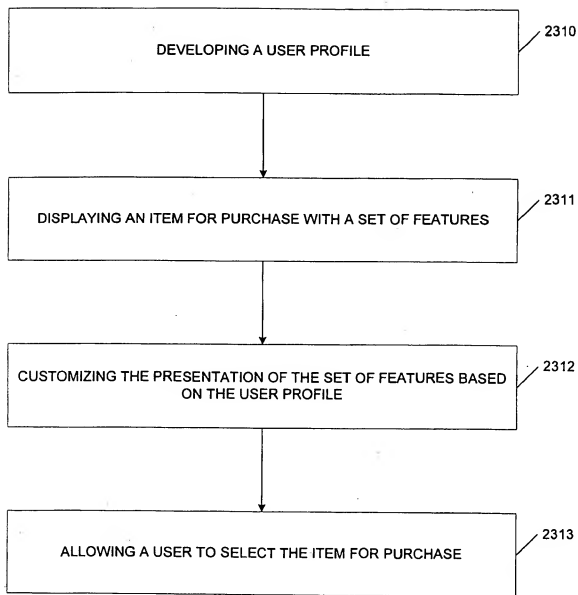 DEVELOPING A USER PROFILE
2310
DISPLAYING AN ITEM FOR PURCHASE WITH A SET OF FEATURES
2311
CUSTOMIZING THE PRESENTATION OF THE SET OF FEATURES BASED
ON THE USER PROFILE
2312
ALLOWING A USER TO SELECT THE ITEM FOR PURCHASE
2313